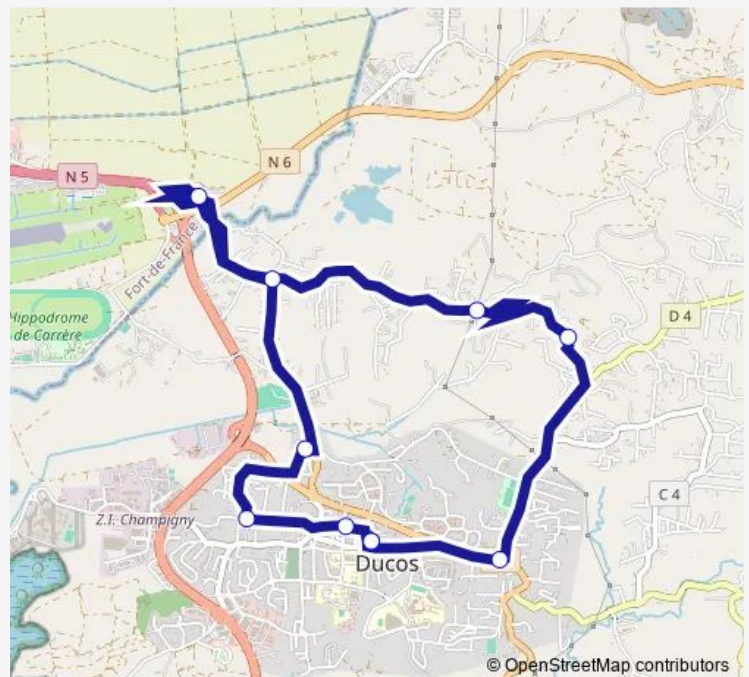 N 6
N 5
Fort-de-France
Hippodrome
de Carrère
D 4
C 4
Z.I. Champigny
Ducos
© OpenStreetMap contributors